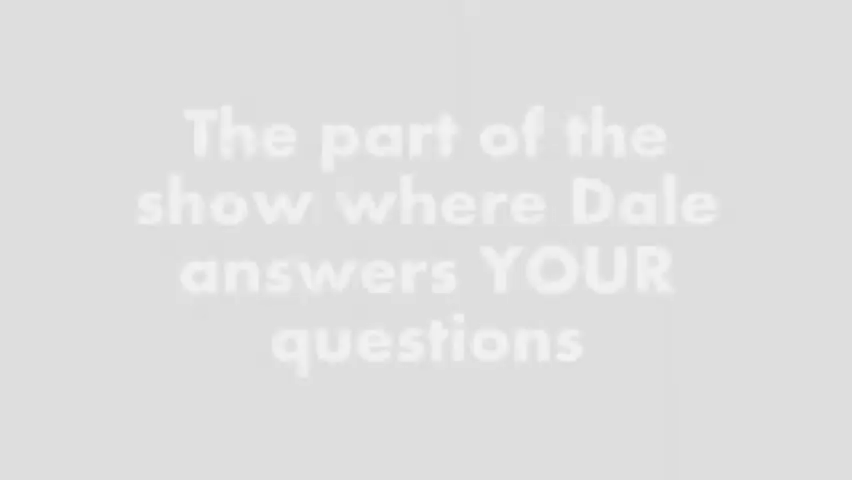 The part of the
show where Dale
answers YOUR
questions